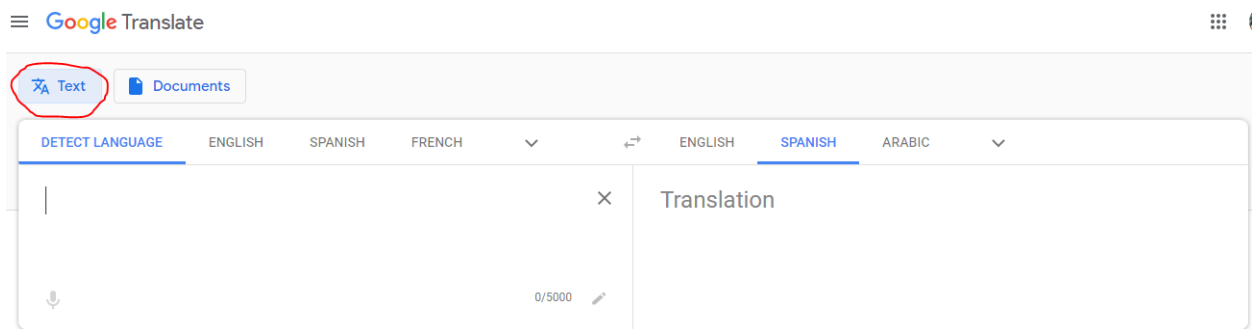 Google Translate
Text Documents
DETECT LANGUAGE ENGLISH SPANISH FRENCH ENGLISH SPANISH ARABIC
Translation
0/5000